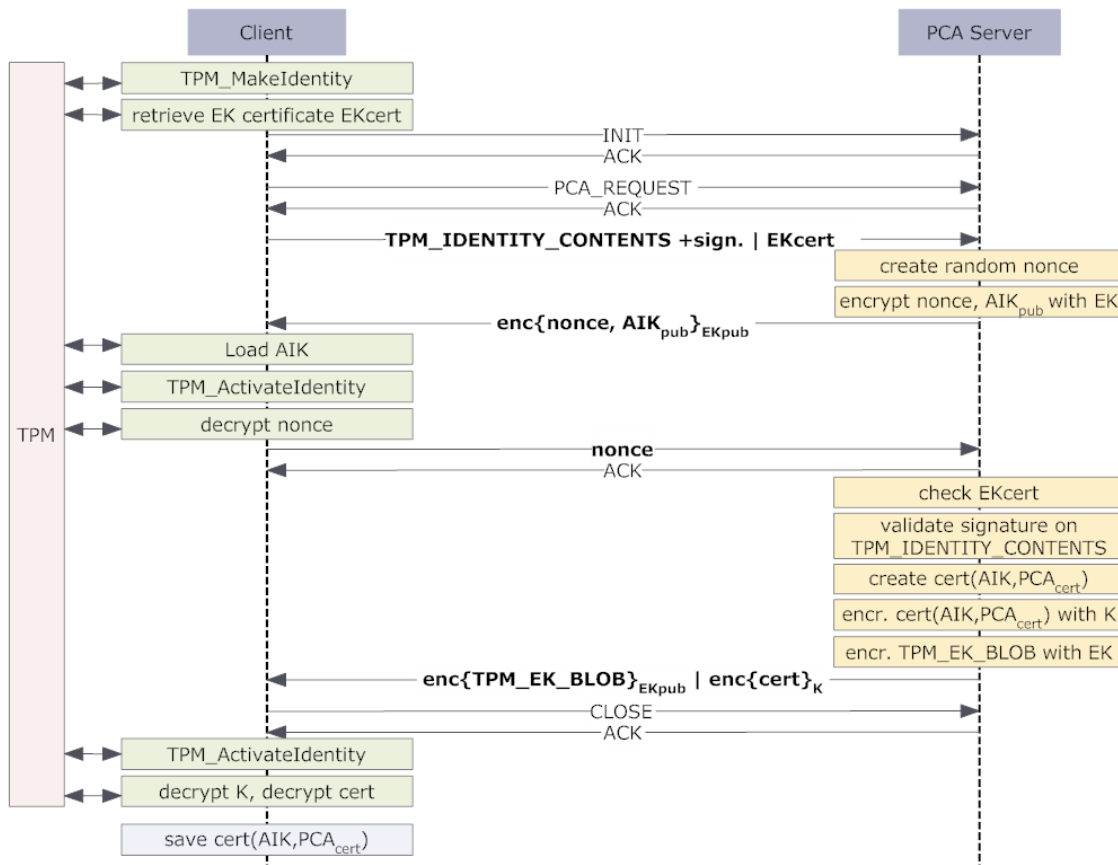 Client
PCA Server
TPM_MakeIdentity
retrieve EK certificate EKcert
INIT
ACK
PCA_REQUEST
ACK
TPM_IDENTITY_CONTENTS +sign. | EKcert
create random nonce
encrypt nonce, AIKpub with EK
enc{nonce, AIKpub}EKpub
Load AIK
TPM_ActivateIdentity
decrypt nonce
TPM
nonce
ACK
check EKcert
validate signature on
TPM_IDENTITY_CONTENTS
create cert(AIK,PCAcert)
encr. cert(AIK,PCAcert) with K
encr. TPM_EK_BLOB with EK
enc{TPM_EK_BLOB}EKpub | enc{cert}K
CLOSE
ACK
TPM_ActivateIdentity
decrypt K, decrypt cert
save cert(AIK,PCAcert)